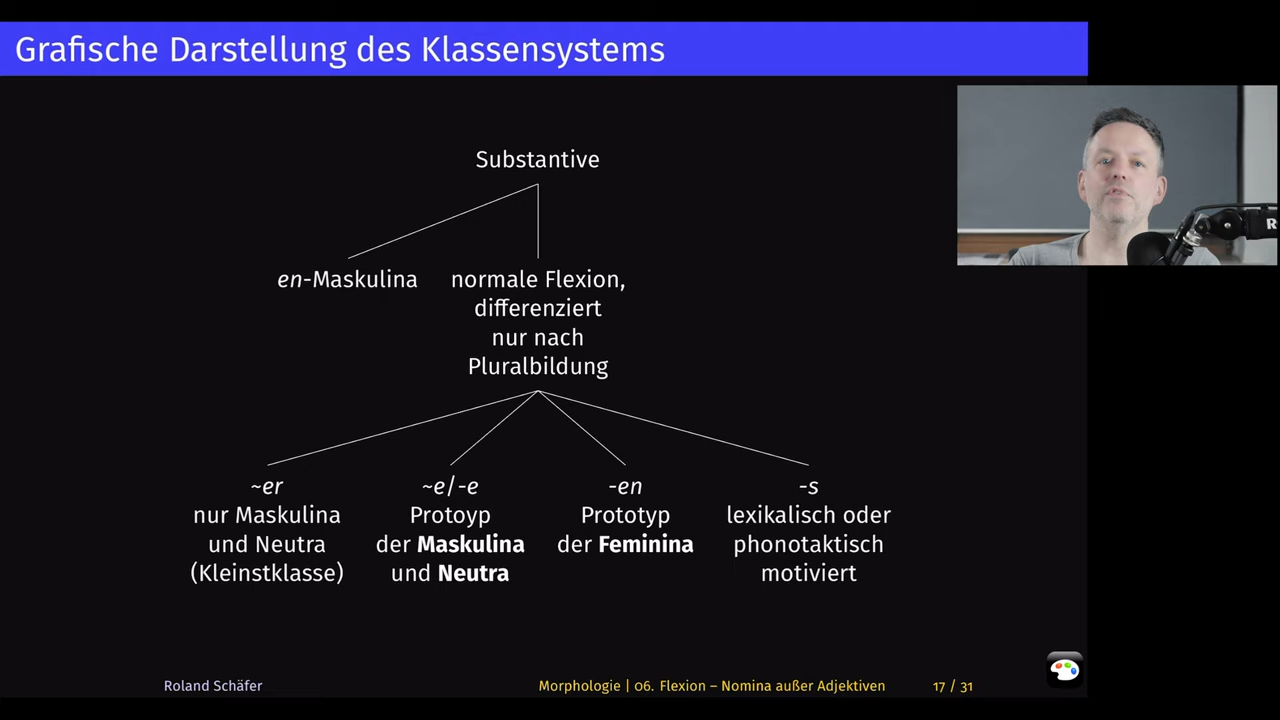 Grafische Darstellung des Klassensystems
Substantive
en-Maskulina
normale Flexion,
differenziert
nur nach
Pluralbildung
~er
nur Maskulina
und Neutra
(Kleinstklasse)
~e/-e
Protoyp
der Maskulina
und Neutra
-en
Prototyp
der Feminina
-s
lexikalisch oder
phonotaktisch
motiviert
R
Roland Schäfer
Morphologie | 06. Flexion – Nomina außer Adjektiven
17 / 31